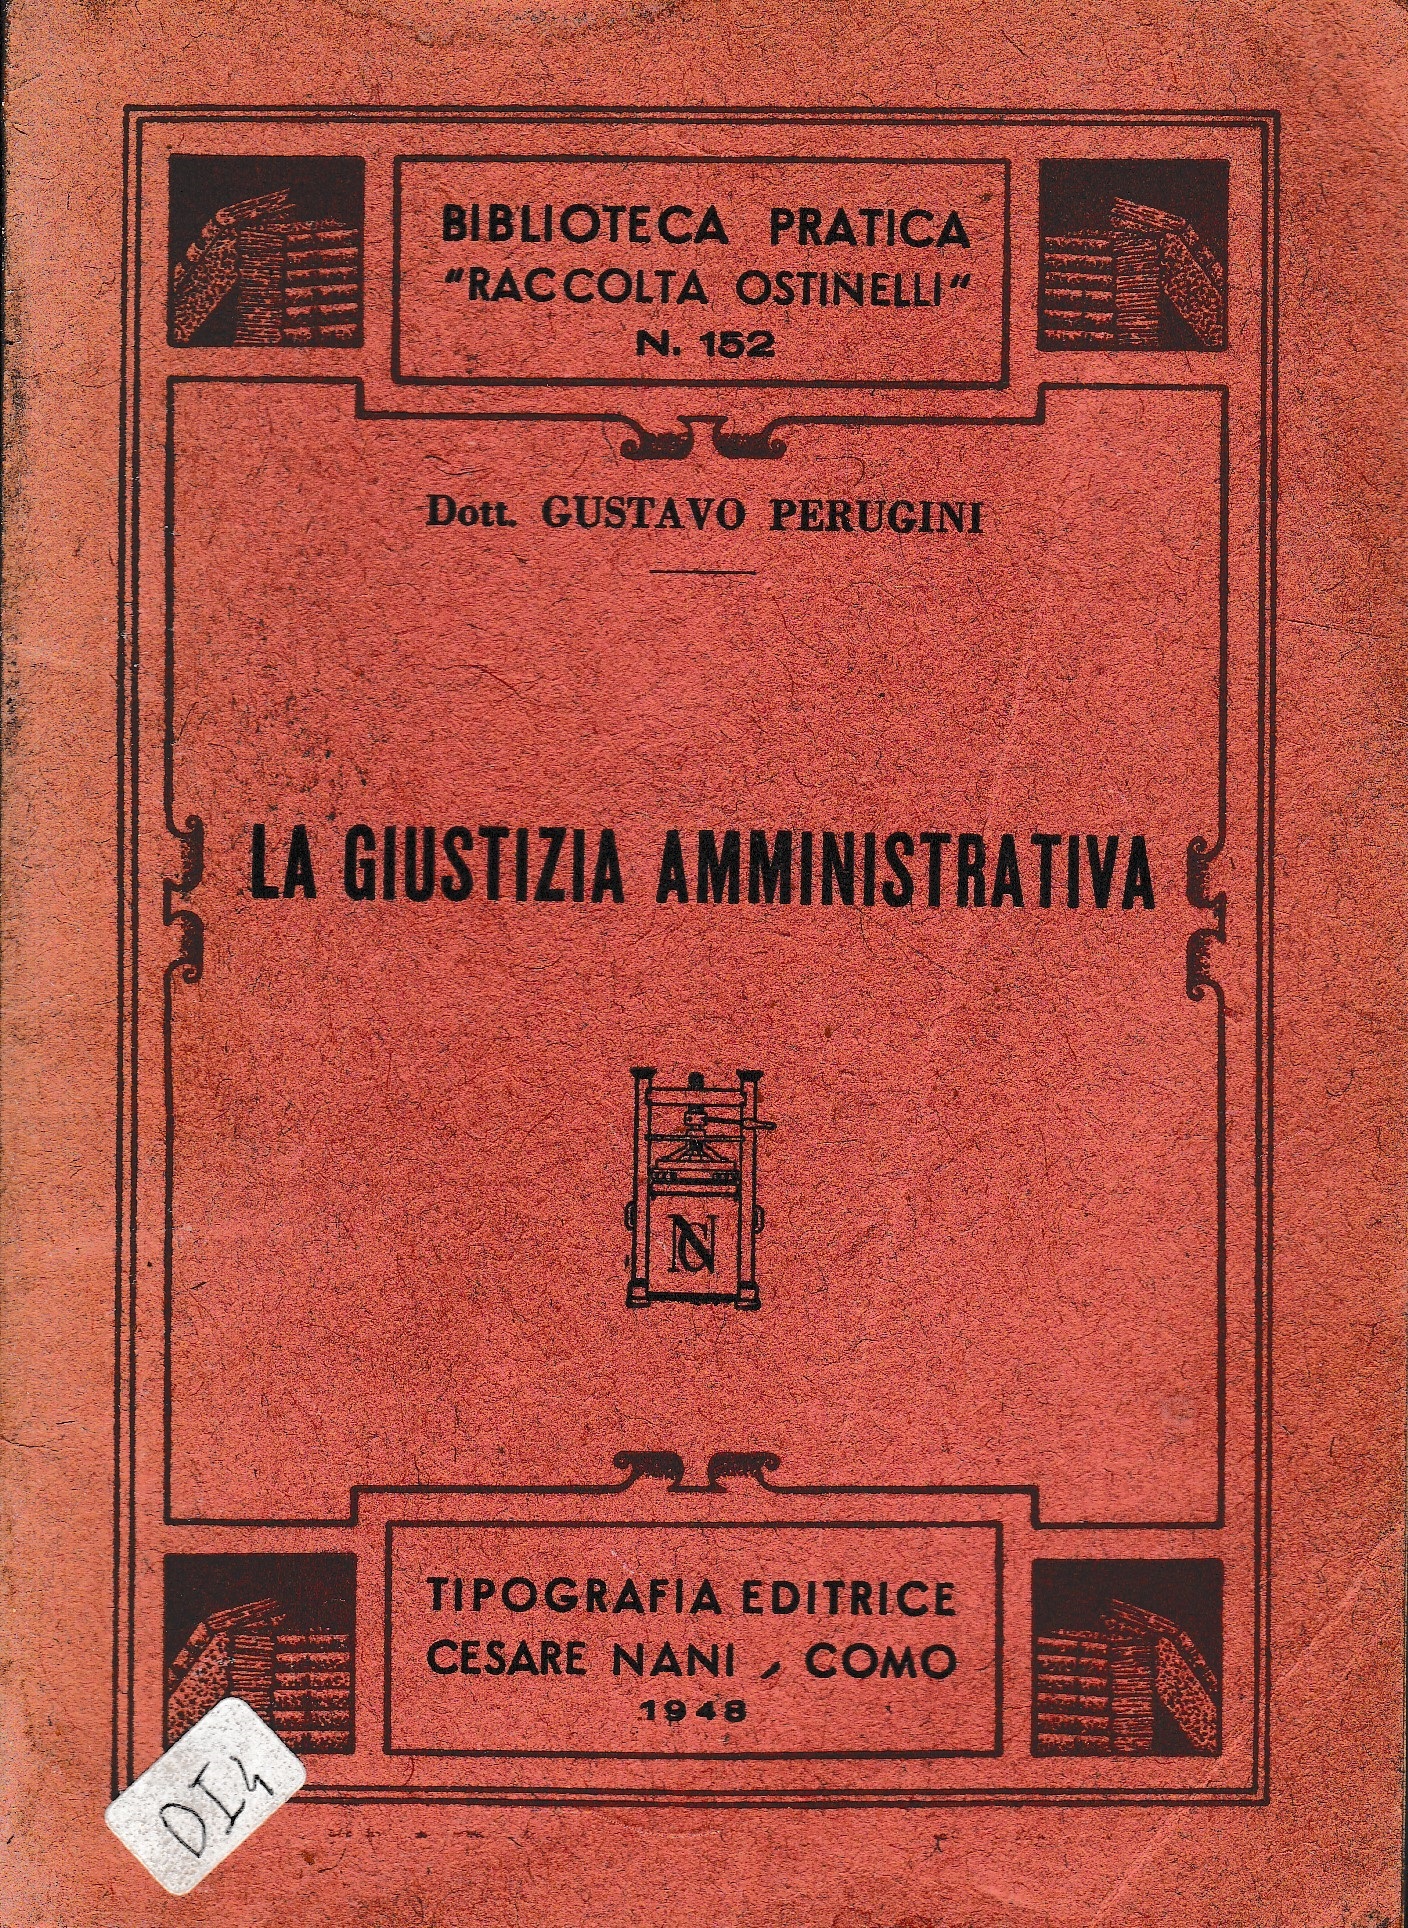 BIBLIOTECA PRATICA
"RACCOLTA OSTINELLI"
N. 152
Dott. GUSTAVO PERUGINI
LA GIUSTIZIA AMMINISTRATIVA
NC
TIPOGRAFIA EDITRICE
CESARE NANI , COMO
1948
DI4